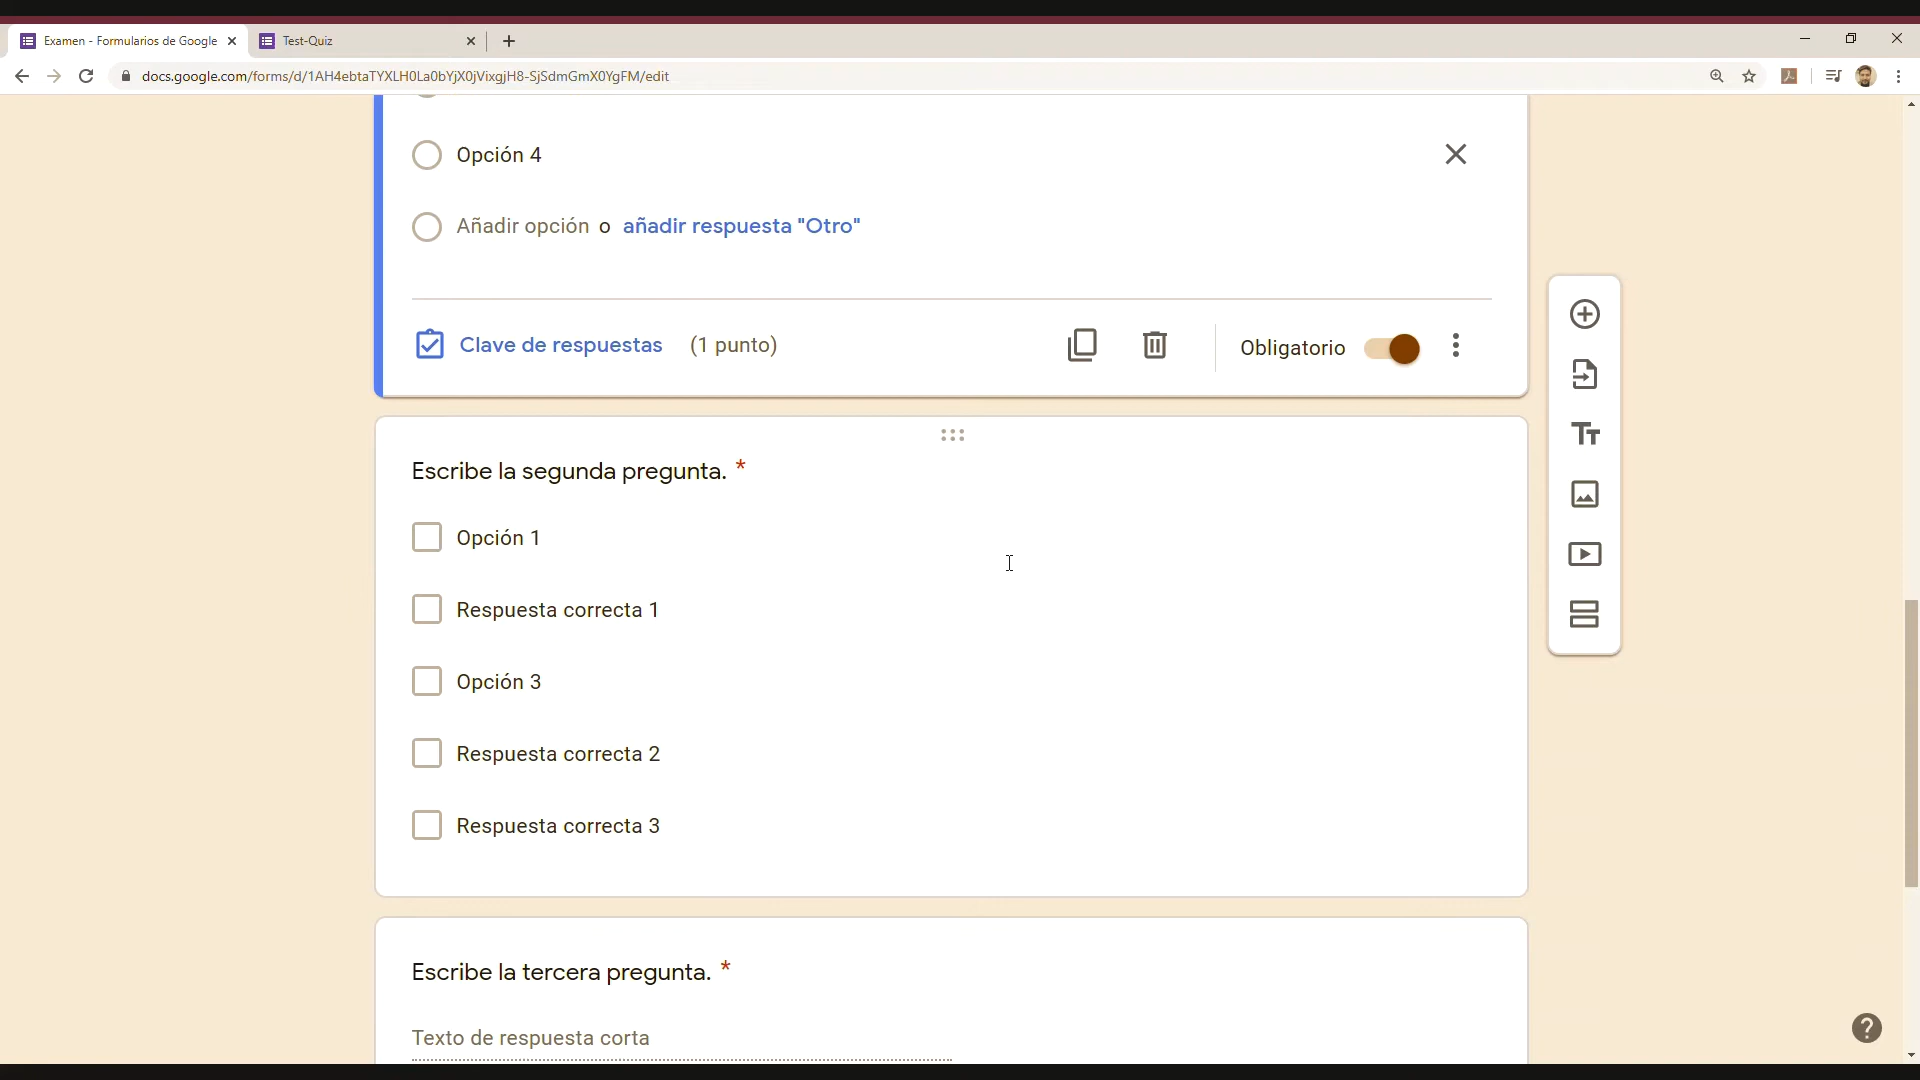 Examen - Formularios de Google
Test-Quiz
docs.google.com/forms/d/1AH4ebtaTYXLH0La0bYjX0jVixgjH8-SjSdmGmX0YgFM/edit
Opción 4
Añadir opción o añadir respuesta "Otro"
Clave de respuestas (1 punto)
Obligatorio
Escribe la segunda pregunta. *
Opción 1
Respuesta correcta 1
Opción 3
Respuesta correcta 2
Respuesta correcta 3
Escribe la tercera pregunta. *
Texto de respuesta corta